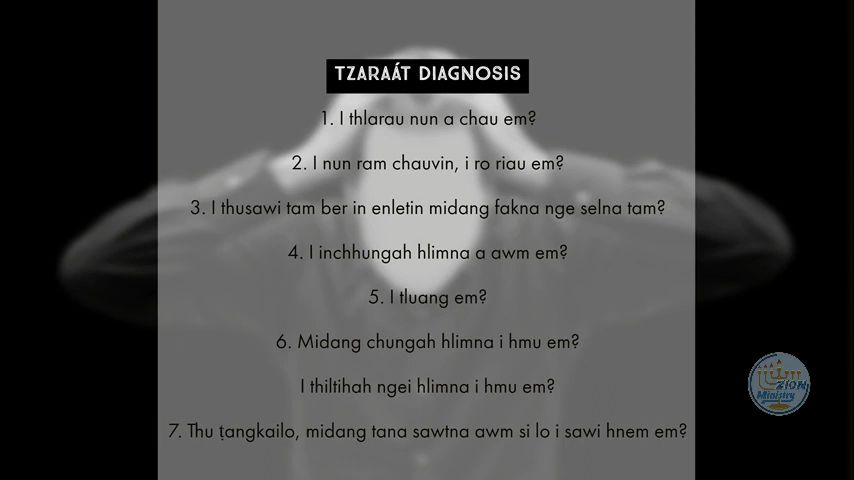 TZARAÁT DIAGNOSIS
1. I thlarau nun a chau em?
2. I nun ram chauvin, i ro riau em?
3. I thusawi tam ber in enletin midang fakna nge selna tam?
4. I inchhungah hlimna a awm em?
5. I tluang em?
6. Midang chungah hlimna i hmu em?
I thiltihah ngei hlimna i hmu em?
7. Thu ṭangkailo, midang tana sawtna awm si lo i sawi hnem em?
ZION
Ministry